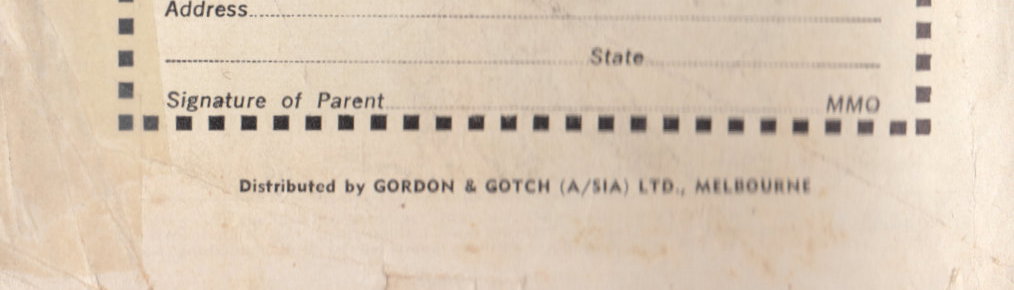 Address
State
Signature of Parent MMO
Distributed by GORDON & GOTCH (A/SIA) LTD., MELBOURNE